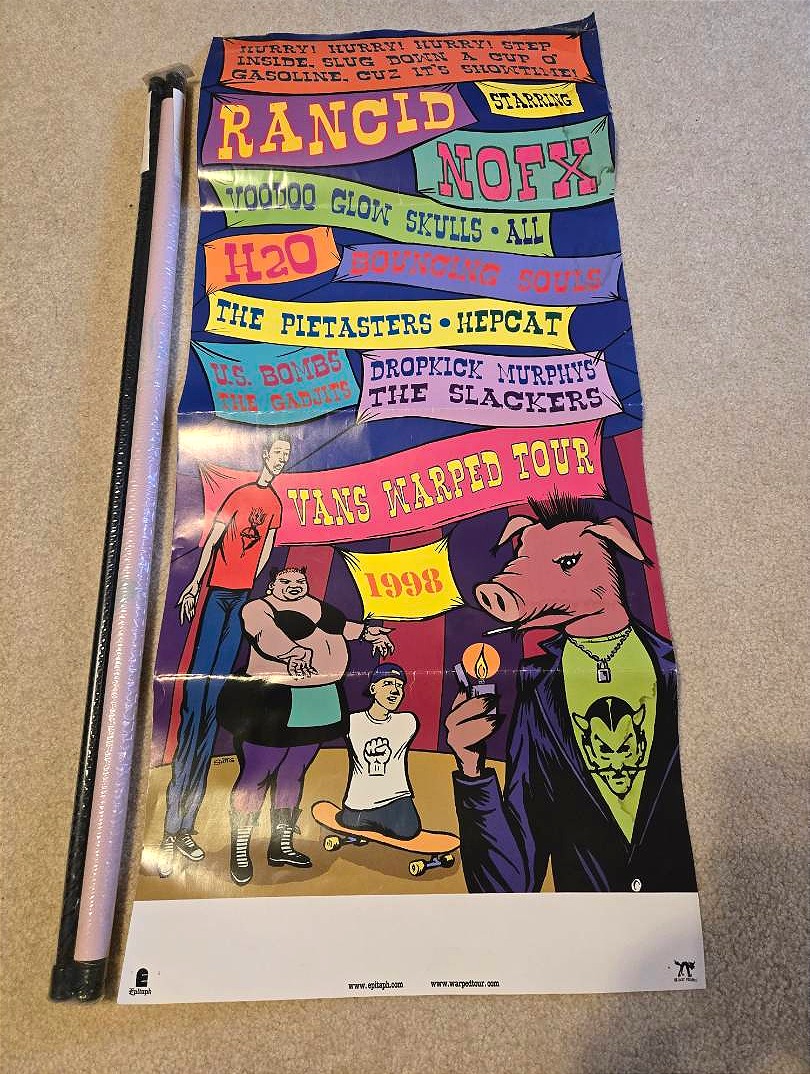 HURRY! HURRY! HURRY! STEP
INSIDE, SLUG DOWN A CUP O'
GASOLINE, CUZ IT'S SHOWTIME!
STARRING
RANCID
NOFX
VOODOO GLOW SKULLS • ALL
H2O
BOUNCING SOULS
THE PIETASTERS • HEPCAT
U.S. BOMBS
THE GADJITS
DROPKICK MURPHYS
THE SLACKERS
VANS WARPED TOUR
1998
Epitaph
www.epitaph.com www.warpedtour.com